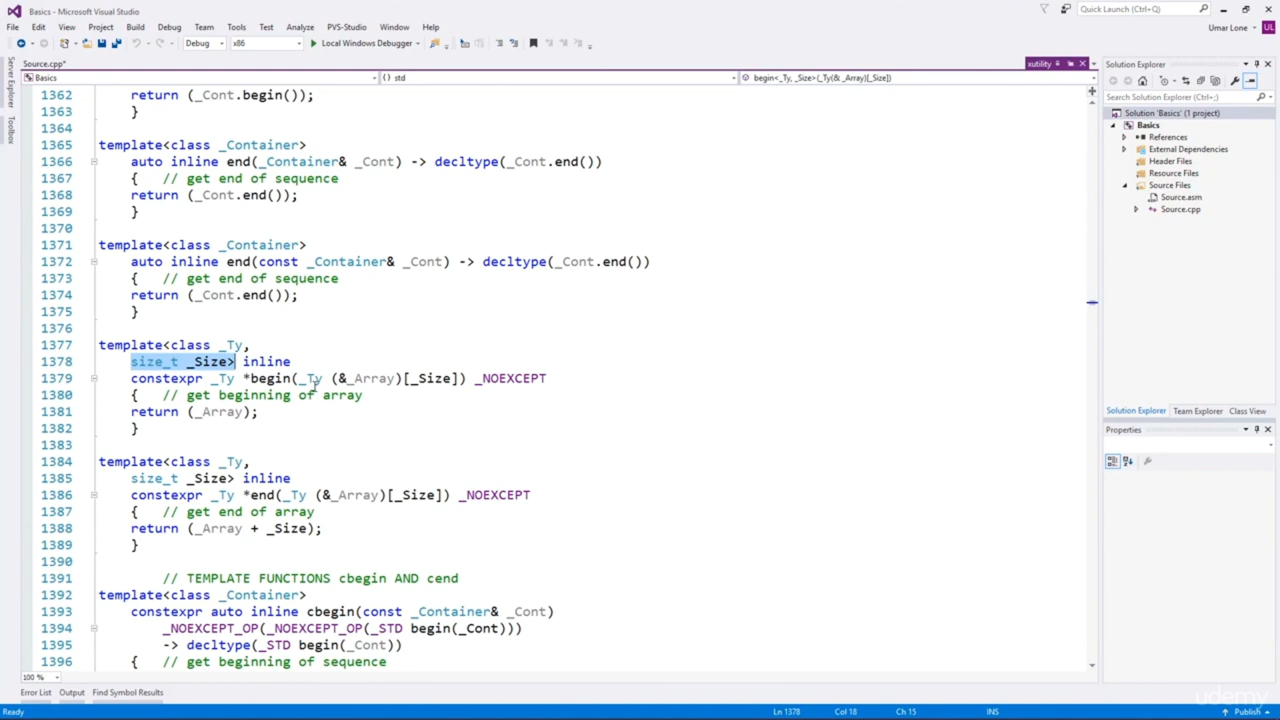 Basics - Microsoft Visual Studio
Quick Launch (Ctrl+;)
File Edit View Project Build Debug Team Tools Test Analyze PVS-Studio Window Help
Umar Lone UL
Debug x86 Local Windows Debugger
Source.cpp* xutility
Basics {} std begin<_Ty, _Size>(_Ty(& _Array)[_Size])
1362 return (_Cont.begin());
1363 }
1364
1365 template<class _Container>
1366 auto inline end(_Container& _Cont) -> decltype(_Cont.end())
1367 { // get end of sequence
1368 return (_Cont.end());
1369 }
1370
1371 template<class _Container>
1372 auto inline end(const _Container& _Cont) -> decltype(_Cont.end())
1373 { // get end of sequence
1374 return (_Cont.end());
1375 }
1376
1377 template<class _Ty,
1378 size_t _Size> inline
1379 constexpr _Ty *begin(_Ty (&_Array)[_Size]) _NOEXCEPT
1380 { // get beginning of array
1381 return (_Array);
1382 }
1383
1384 template<class _Ty,
1385 size_t _Size> inline
1386 constexpr _Ty *end(_Ty (&_Array)[_Size]) _NOEXCEPT
1387 { // get end of array
1388 return (_Array + _Size);
1389 }
1390
1391 // TEMPLATE FUNCTIONS cbegin AND cend
1392 template<class _Container>
1393 constexpr auto inline cbegin(const _Container& _Cont)
1394 _NOEXCEPT_OP(_NOEXCEPT_OP(_STD begin(_Cont)))
1395 -> decltype(_STD begin(_Cont))
1396 { // get beginning of sequence
100 %
Server Explorer
Toolbox
Solution Explorer
Search Solution Explorer (Ctrl+;)
Solution 'Basics' (1 project)
Basics
References
External Dependencies
Header Files
Resource Files
Source Files
Source.asm
Source.cpp
Solution Explorer Team Explorer Class View
Properties
Error List Output Find Symbol Results
Ready Ln 1378 Col 18 Ch 15 INS Publish
udemy